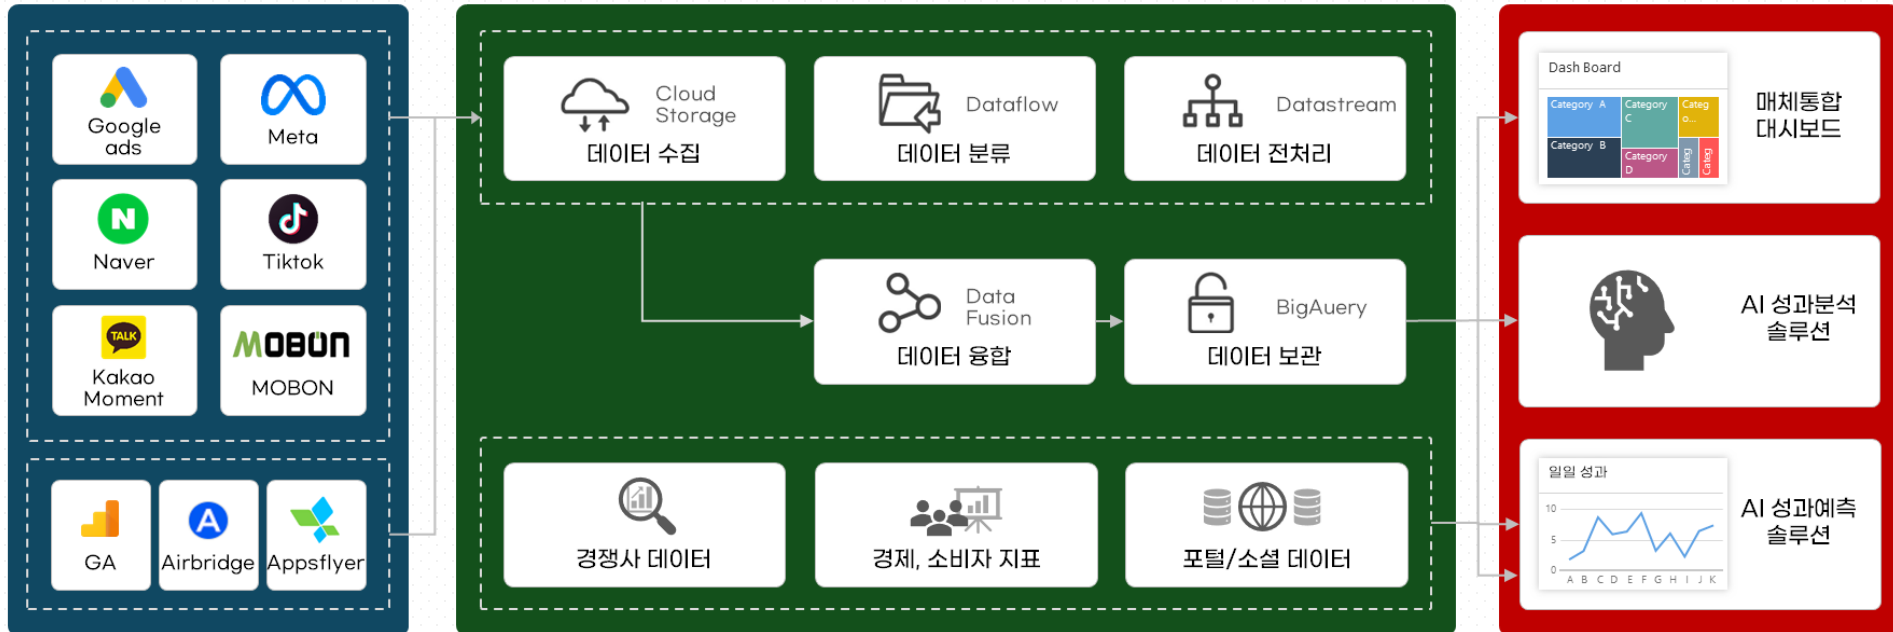 Google
ads
Meta
Naver
Tiktok
TALK
Kakao
Moment
MOBON
MOBON
GA
Airbridge
Appsflyer
Cloud
Storage
데이터 수집
Dataflow
데이터 분류
Datastream
데이터 전처리
Data
Fusion
데이터 융합
BigAuery
데이터 보관
경쟁사 데이터
경제, 소비자 지표
포털/소셜 데이터
Dash Board
Category A
Category B
Category
C
Category
D
Categ
o...
Categ
Categ
매체통합
대시보드
AI 성과분석
솔루션
일일 성과
10
5
0
A B C D E F G H I J K
AI 성과예측
솔루션